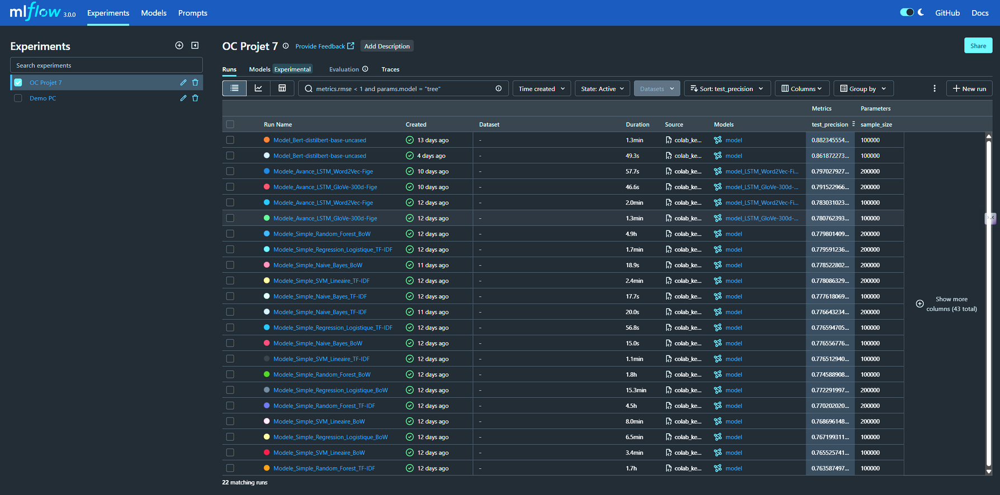 mlflow 3.0.0 Experiments Models Prompts GitHub Docs
Experiments
Search experiments
OC Projet 7
Demo PC
OC Projet 7 Provide Feedback Add Description Share
Runs Models Experimental Evaluation Traces
metrics.rmse < 1 and params.model = "tree" Time created State: Active Datasets Sort: test_precision Columns Group by New run
Metrics Parameters
Run Name Created Dataset Duration Source Models test_precision sample_size
Model_Bert-distilbert-base-uncased 13 days ago - 1.3min colab_ke... model 0.882345554... 100000
Model_Bert-distilbert-base-uncased 4 days ago - 49.3s colab_ke... model 0.861872273... 100000
Modele_Avance_LSTM_Word2Vec-Fige 10 days ago - 57.7s colab_ke... model_LSTM_Word2Vec-Fi... 0.797027927... 200000
Modele_Avance_LSTM_GloVe-300d-Fige 10 days ago - 46.6s colab_ke... model_LSTM_GloVe-300d-... 0.791522966... 200000
Modele_Avance_LSTM_Word2Vec-Fige 12 days ago - 2.0min colab_ke... model_LSTM_Word2Vec-Fi... 0.783031023... 100000
Modele_Avance_LSTM_GloVe-300d-Fige 12 days ago - 1.3min colab_ke... model_LSTM_GloVe-300d-... 0.780762393... 100000
Modele_Simple_Random_Forest_BoW 12 days ago - 4.9h colab_ke... model 0.779801409... 200000
Modele_Simple_Regression_Logistique_TF-IDF 12 days ago - 1.7min colab_ke... model 0.779591236... 200000
Modele_Simple_Naive_Bayes_BoW 11 days ago - 18.9s colab_ke... model 0.778522802... 200000
Modele_Simple_SVM_Lineaire_TF-IDF 12 days ago - 2.4min colab_ke... model 0.778086329... 200000
Modele_Simple_Naive_Bayes_TF-IDF 12 days ago - 17.7s colab_ke... model 0.777618069... 100000
Modele_Simple_Naive_Bayes_TF-IDF 11 days ago - 20.0s colab_ke... model 0.776643234... 200000
Modele_Simple_Regression_Logistique_TF-IDF 12 days ago - 56.8s colab_ke... model 0.776594705... 100000
Modele_Simple_Naive_Bayes_BoW 12 days ago - 15.0s colab_ke... model 0.776556776... 100000
Modele_Simple_SVM_Lineaire_TF-IDF 12 days ago - 1.1min colab_ke... model 0.776512940... 100000
Modele_Simple_Random_Forest_BoW 12 days ago - 1.8h colab_ke... model 0.774588908... 100000
Modele_Simple_Regression_Logistique_BoW 12 days ago - 15.3min colab_ke... model 0.772291997... 200000
Modele_Simple_Random_Forest_TF-IDF 12 days ago - 4.5h colab_ke... model 0.770202020... 200000
Modele_Simple_SVM_Lineaire_BoW 12 days ago - 8.0min colab_ke... model 0.768696148... 200000
Modele_Simple_Regression_Logistique_BoW 12 days ago - 6.5min colab_ke... model 0.767199311... 100000
Modele_Simple_SVM_Lineaire_BoW 12 days ago - 3.4min colab_ke... model 0.765525741... 100000
Modele_Simple_Random_Forest_TF-IDF 12 days ago - 1.7h colab_ke... model 0.763587497... 100000
Show more
columns (43 total)
22 matching runs